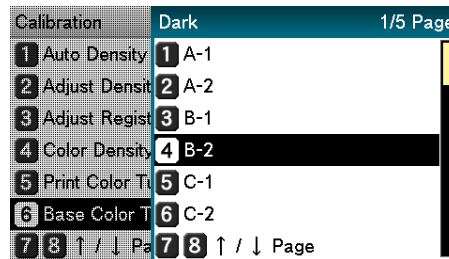 Calibration
1 Auto Density
2 Adjust Densit
3 Adjust Regist
4 Color Density
5 Print Color Tu
6 Base Color T
7 8 ↑ / ↓ Pa
Dark 1/5 Page
1 A-1
2 A-2
3 B-1
4 B-2
5 C-1
6 C-2
7 8 ↑ / ↓ Page